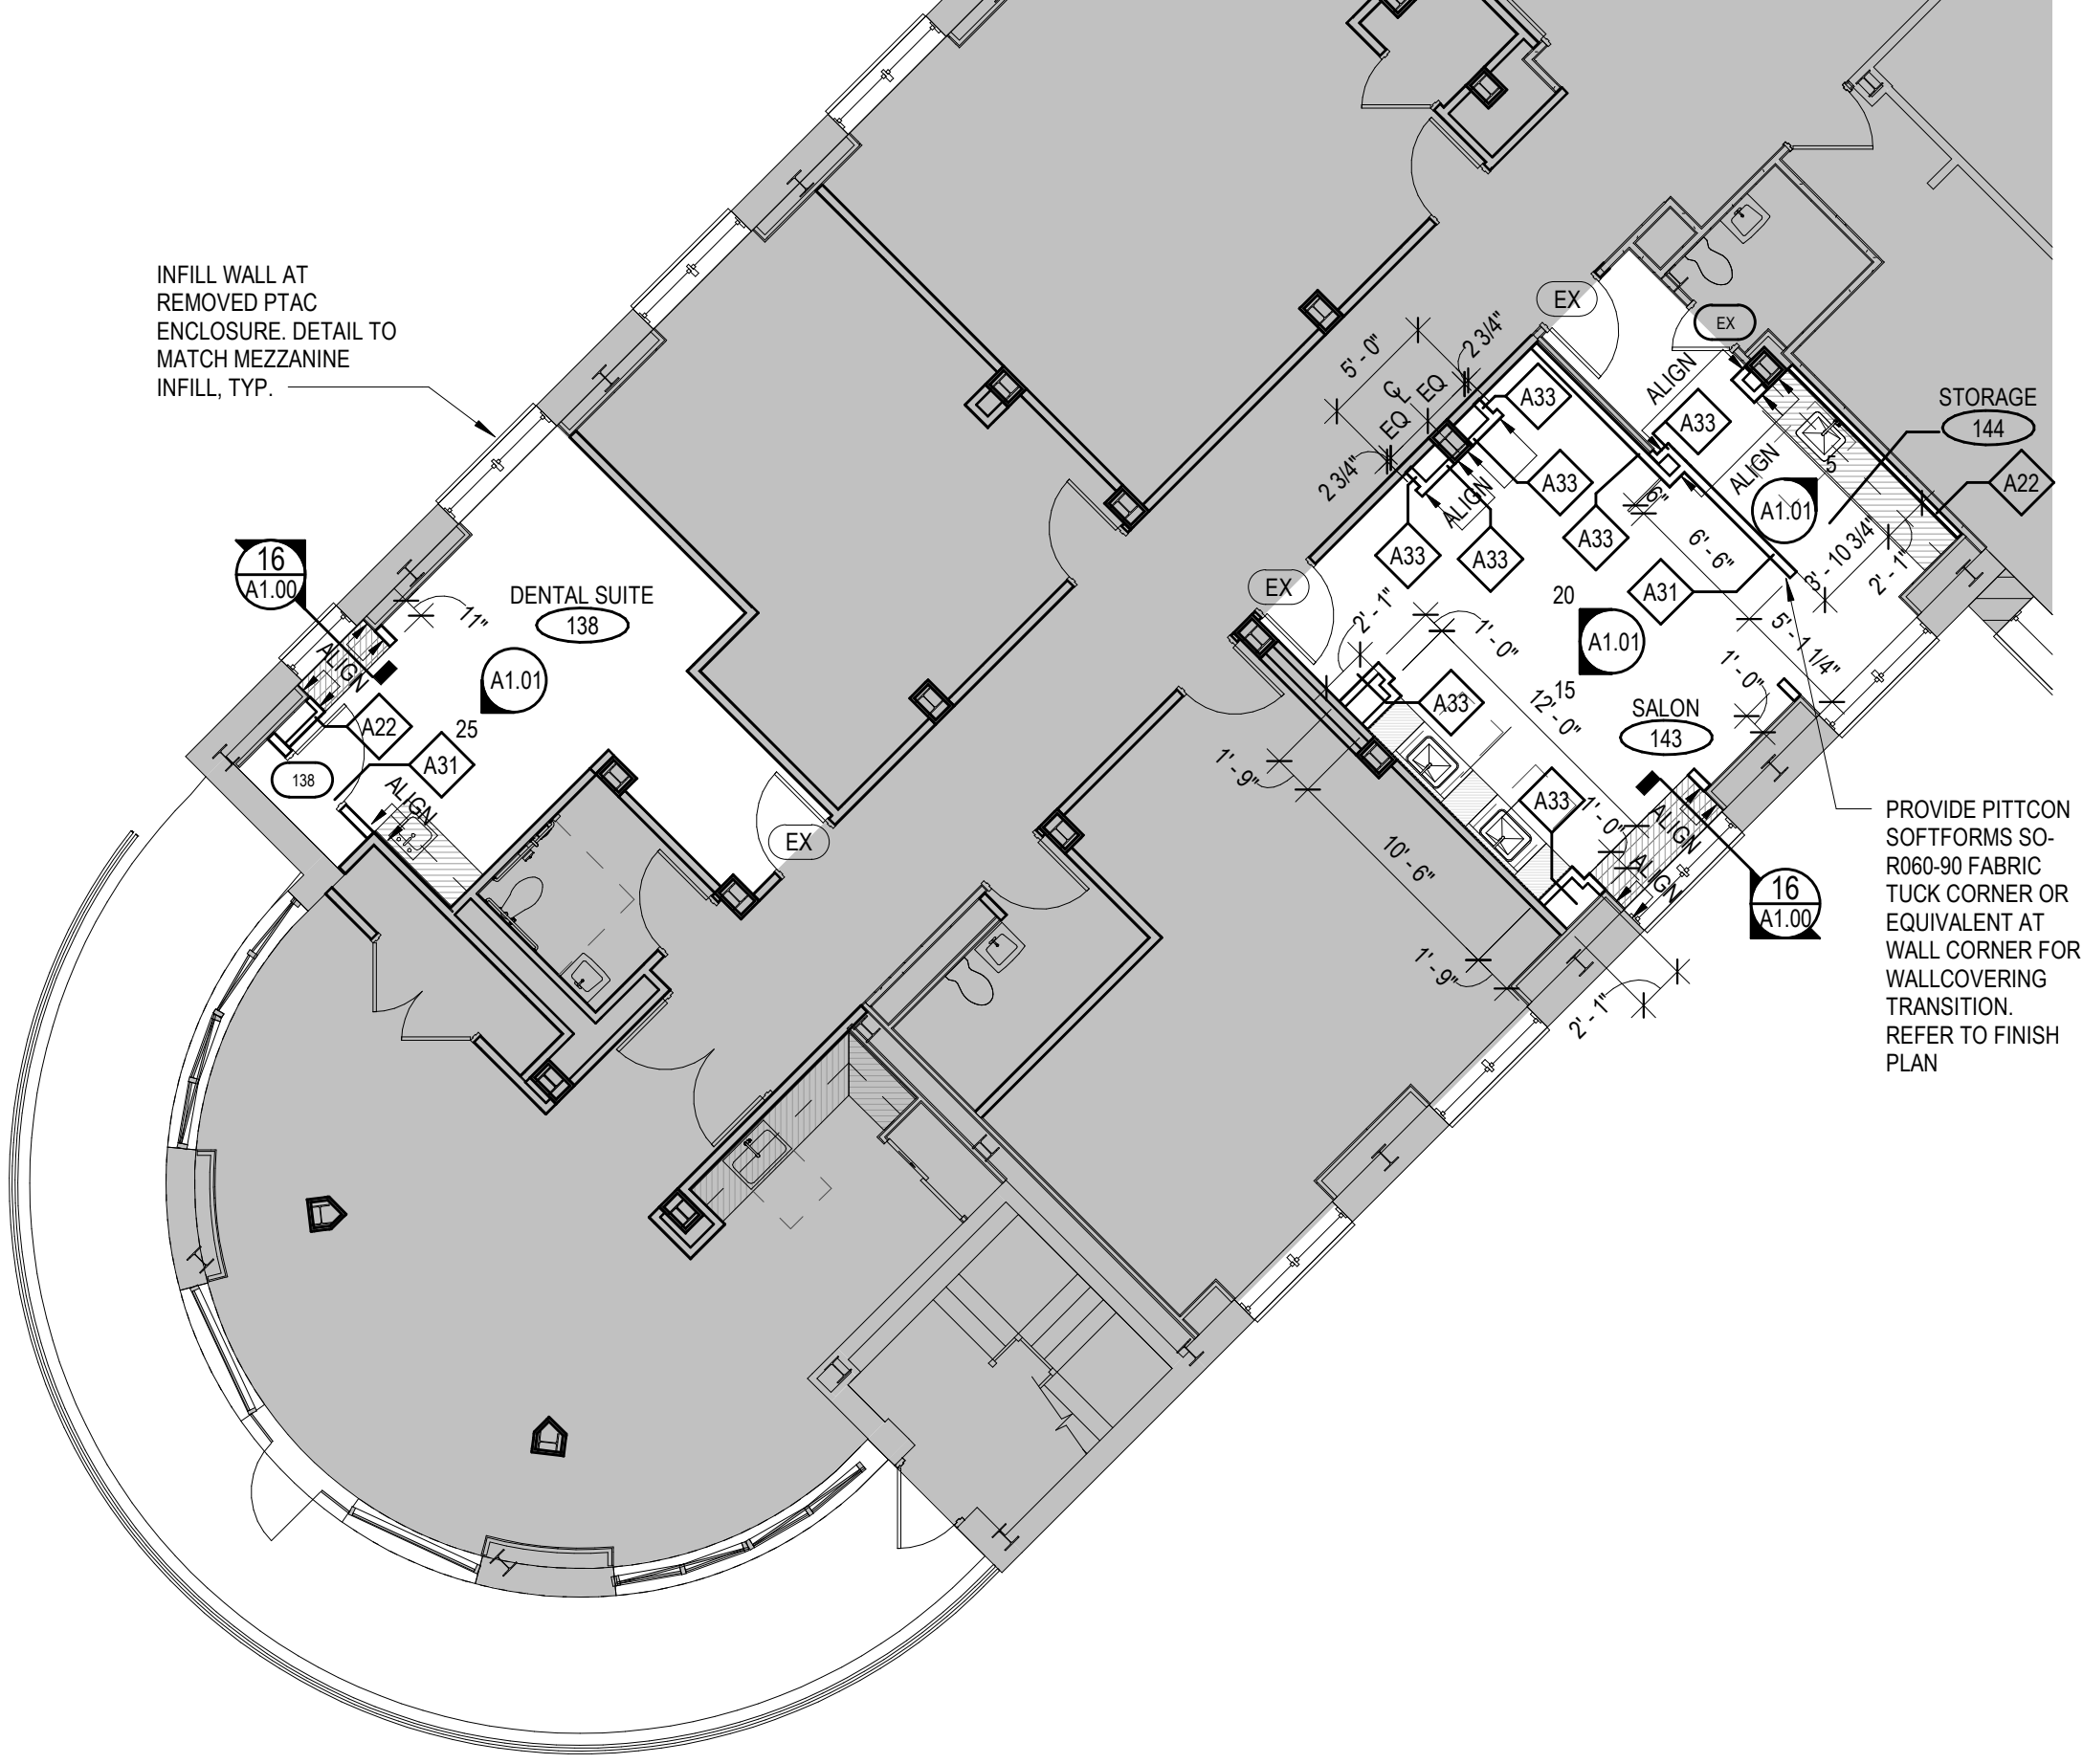 INFILL WALL AT
REMOVED PTAC
ENCLOSURE. DETAIL TO
MATCH MEZZANINE
INFILL, TYP.
EX
EX
5' - 0"
2 3/4"
℄
EQ
EQ
2 3/4"
ALIGN
A33
A33
STORAGE
144
A33
A33
A33
A33
ALIGN
ALIGN
5
A1.01
A22
6"
6' - 6"
3' - 10 3/4"
2' - 1"
A31
5' - 1 1/4"
16
A1.00
DENTAL SUITE
138
11"
ALIGN
A1.01
25
A22
A31
138
ALIGN
EX
EX
2' - 1"
1' - 0"
20
A1.01
15
12' - 0"
A33
1' - 0"
SALON
143
1' - 9"
A33
1' - 0"
ALIGN
ALIGN
10' - 6"
16
A1.00
1' - 9"
2' - 1"
PROVIDE PITTCON
SOFTFORMS SO-
R060-90 FABRIC
TUCK CORNER OR
EQUIVALENT AT
WALL CORNER FOR
WALLCOVERING
TRANSITION.
REFER TO FINISH
PLAN